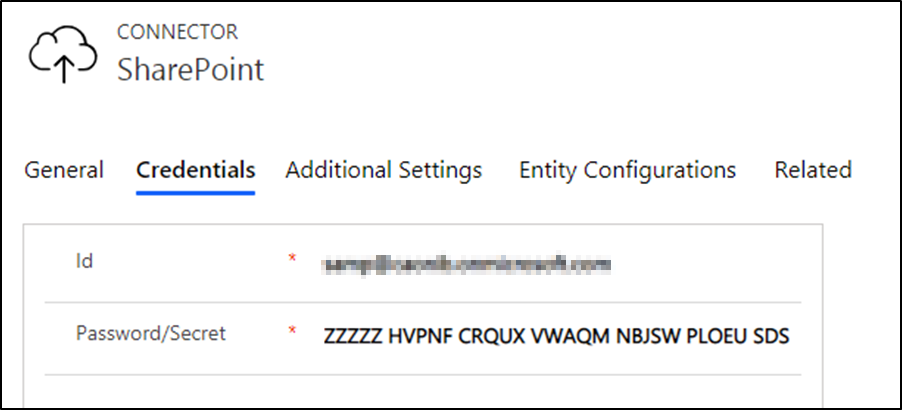 CONNECTOR
SharePoint
General Credentials Additional Settings Entity Configurations Related
Id *
Password/Secret * ZZZZZ HVPNF CRQUX VWAQM NBJSW PLOEU SDS